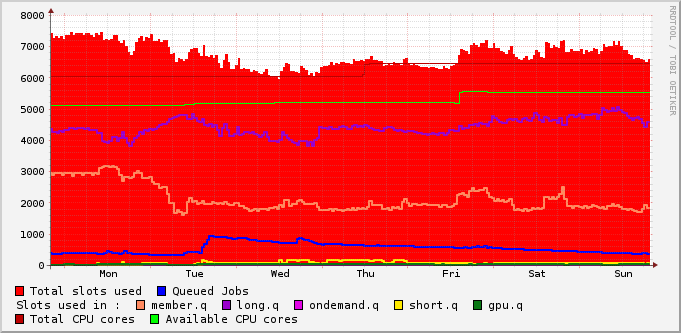 RRDTOOL / TOBI OETIKER
8000
7000
6000
5000
4000
3000
2000
1000
0
Mon Tue Wed Thu Fri Sat Sun
Total slots used Queued Jobs
Slots used in : member.q long.q ondemand.q short.q gpu.q
Total CPU cores Available CPU cores